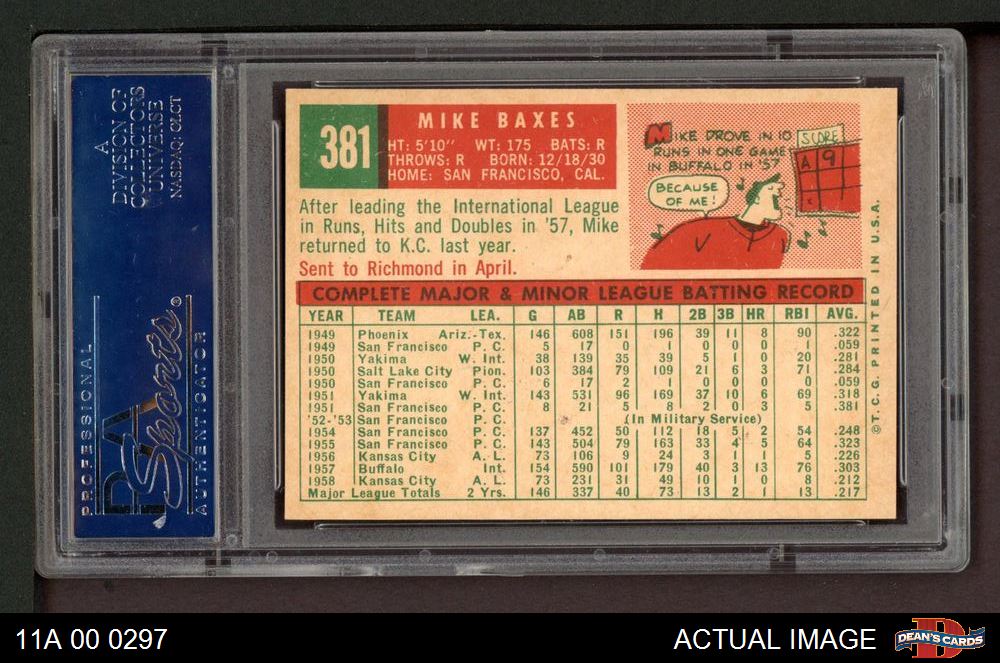 A
DIVISION OF
COLLECTORS
UNIVERSE
NASDAQ: CLCT
PROFESSIONAL
PSA
Sports®
AUTHENTICATOR
381
MIKE BAXES
HT: 5'10" WT: 175 BATS: R
THROWS: R BORN: 12/18/30
HOME: SAN FRANCISCO, CAL.
After leading the International League
in Runs, Hits and Doubles in '57, Mike
returned to K.C. last year.
Sent to Richmond in April.
MIKE DROVE IN 10
RUNS IN ONE GAME
IN BUFFALO IN '57
BECAUSE
OF ME!
SCORE
A 9
COMPLETE MAJOR & MINOR LEAGUE BATTING RECORD
YEAR TEAM LEA. G AB R H 2B 3B HR RBI AVG.
1949 Phoenix Ariz.-Tex. 146 608 151 196 39 11 8 90 .322
1949 San Francisco P. C. 5 17 0 1 0 0 0 1 .059
1950 Yakima W. Int. 38 139 35 39 5 1 0 20 .281
1950 Salt Lake City Pion. 103 384 79 109 21 6 3 71 .284
1950 San Francisco P. C. 6 17 2 1 0 0 0 0 .059
1951 Yakima W. Int. 143 531 96 169 37 10 6 69 .318
1951 San Francisco P. C. 8 21 5 8 2 0 3 5 .381
'52-'53 San Francisco P. C. (In Military Service)
1954 San Francisco P. C. 137 452 50 112 18 5 2 54 .248
1955 San Francisco P. C. 143 504 79 163 33 4 5 64 .323
1956 Kansas City A. L. 73 106 9 24 3 1 1 5 .226
1957 Buffalo Int. 154 590 101 179 40 3 13 76 .303
1958 Kansas City A. L. 73 231 31 49 10 1 0 8 .212
Major League Totals 2 Yrs. 146 337 40 73 13 2 1 13 .217
© T.C.G. PRINTED IN U.S.A.
11A 00 0297
ACTUAL IMAGE
D
DEAN'S CARDS